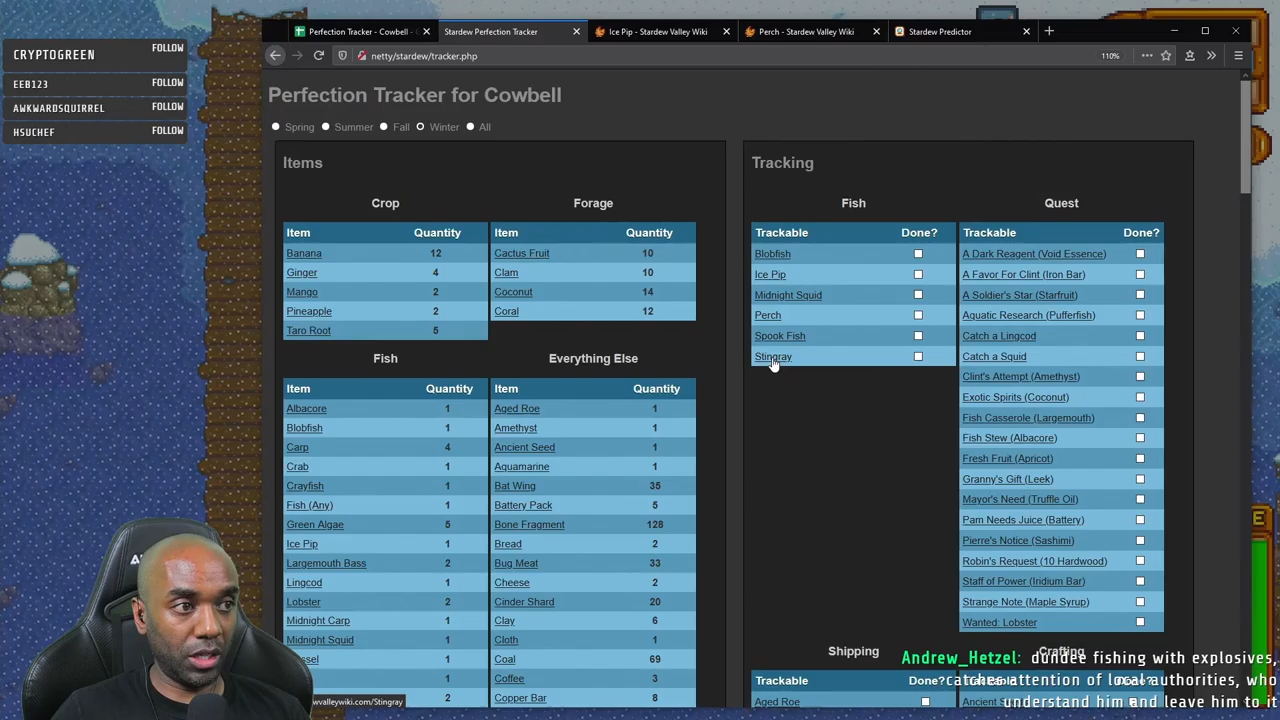 CRYPTOGREEN FOLLOW
EEB123 FOLLOW
AWKWARDSQUIRREL FOLLOW
HSUCHEF FOLLOW
Perfection Tracker - Cowbell -
Stardew Perfection Tracker
Ice Pip - Stardew Valley Wiki
Perch - Stardew Valley Wiki
Stardew Predictor
netty/stardew/tracker.php
110%
Perfection Tracker for Cowbell
Spring Summer Fall Winter All
Items
Crop
Item Quantity
Banana 12
Ginger 4
Mango 2
Pineapple 2
Taro Root 5
Forage
Item Quantity
Cactus Fruit 10
Clam 10
Coconut 14
Coral 12
Fish
Item Quantity
Albacore 1
Blobfish 1
Carp 4
Crab 1
Crayfish 1
Fish (Any) 1
Green Algae 5
Ice Pip 1
Largemouth Bass 2
Lingcod 1
Lobster 2
Midnight Carp 1
Midnight Squid 1
1
1
2
Everything Else
Item Quantity
Aged Roe 1
Amethyst 1
Ancient Seed 1
Aquamarine 1
Bat Wing 35
Battery Pack 5
Bone Fragment 128
Bread 2
Bug Meat 33
Cheese 2
Cinder Shard 20
Clay 6
Cloth 1
Coal 69
Coffee 3
Copper Bar 8
Tracking
Fish
Trackable Done?
Blobfish
Ice Pip
Midnight Squid
Perch
Spook Fish
Stingray
Quest
Trackable Done?
A Dark Reagent (Void Essence)
A Favor For Clint (Iron Bar)
A Soldier's Star (Starfruit)
Aquatic Research (Pufferfish)
Catch a Lingcod
Catch a Squid
Clint's Attempt (Amethyst)
Exotic Spirits (Coconut)
Fish Casserole (Largemouth)
Fish Stew (Albacore)
Fresh Fruit (Apricot)
Granny's Gift (Leek)
Mayor's Need (Truffle Oil)
Pam Needs Juice (Battery)
Pierre's Notice (Sashimi)
Robin's Request (10 Hardwood)
Staff of Power (Iridium Bar)
Strange Note (Maple Syrup)
Wanted: Lobster
Shipping
Trackable Done?
Aged Roe
Trackable
Andrew_Hetzel: dundee fishing with explosives,
catches attention of local authorities, who
understand him and leave him to it
wvalleywiki.com/Stingray